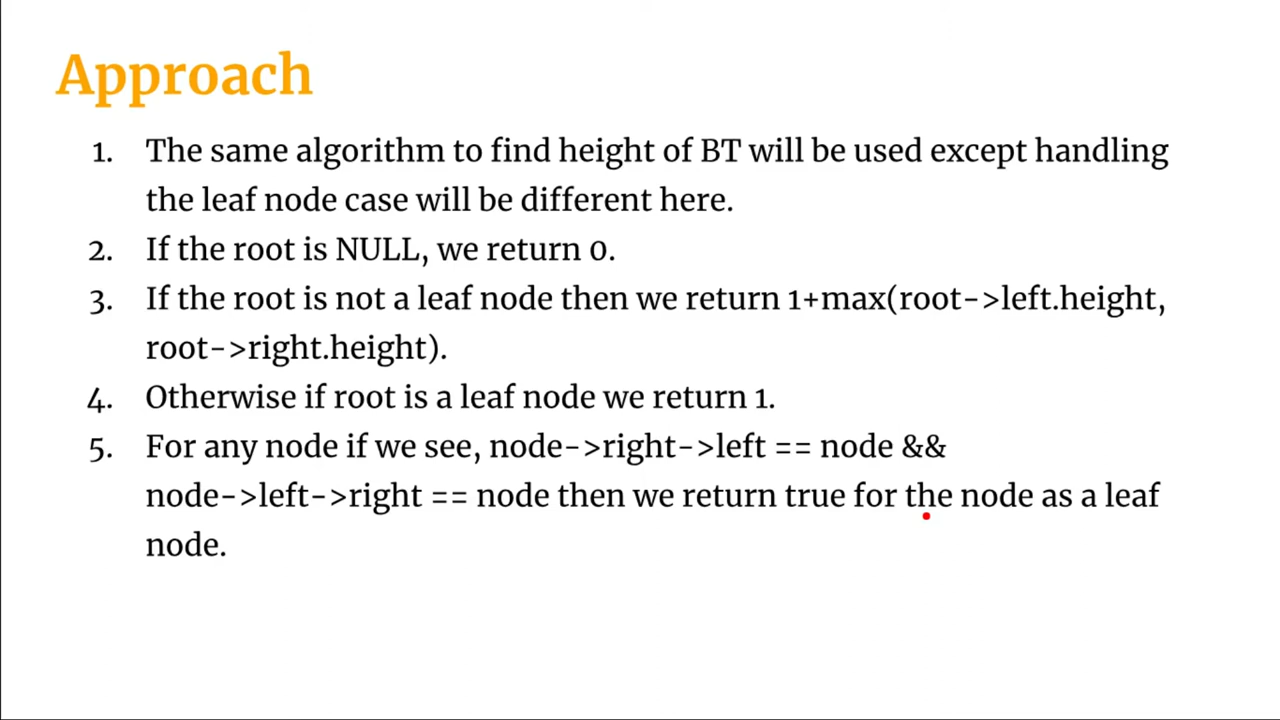 Approach
1. The same algorithm to find height of BT will be used except handling
the leaf node case will be different here.
2. If the root is NULL, we return 0.
3. If the root is not a leaf node then we return 1+max(root->left.height,
root->right.height).
4. Otherwise if root is a leaf node we return 1.
5. For any node if we see, node->right->left == node &&
node->left->right == node then we return true for the node as a leaf
node.